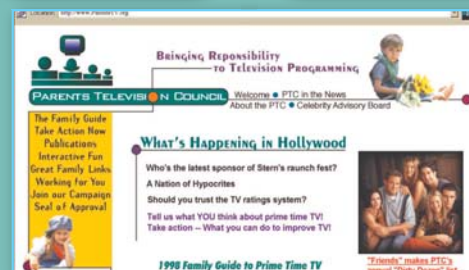 Bringing Reponsibility
to Television Programming
Parents Television Council
Welcome • PTC in the News
About the PTC • Celebrity Advisory Board
The Family Guide
Take Action Now
Publications
Interactive Fun
Great Family Links
Working for You
Join our Campaign
Seal of Approval
What's Happening in Hollywood
Who's the latest sponsor of Stern's raunch fest?
A Nation of Hypocrites
Should you trust the TV ratings system?
Tell us what YOU think about prime time TV!
Take action -- What you can do to improve TV!
1998 Family Guide to Prime Time TV
"Friends" makes PTC's